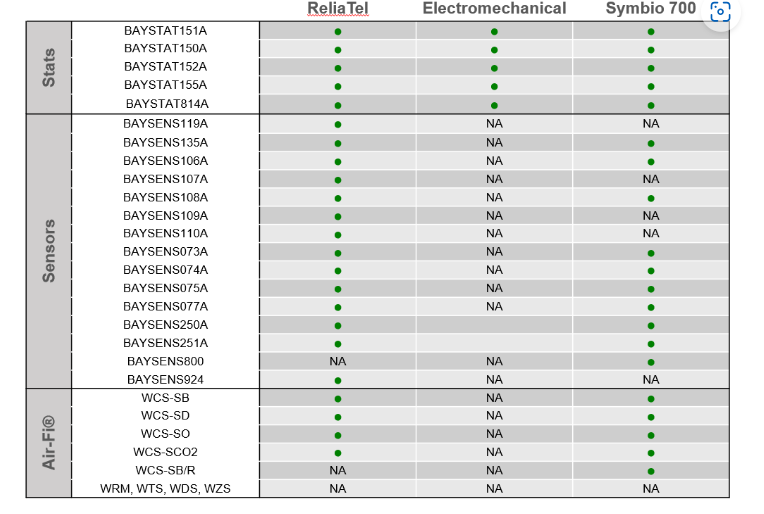 ReliaTel Electromechanical Symbio 700
Stats
BAYSTAT151A ● ● ●
BAYSTAT150A ● ● ●
BAYSTAT152A ● ● ●
BAYSTAT155A ● ● ●
BAYSTAT814A ● ● ●
Sensors
BAYSENS119A ● NA NA
BAYSENS135A ● NA ●
BAYSENS106A ● NA ●
BAYSENS107A ● NA NA
BAYSENS108A ● NA ●
BAYSENS109A ● NA NA
BAYSENS110A ● NA NA
BAYSENS073A ● NA ●
BAYSENS074A ● NA ●
BAYSENS075A ● NA ●
BAYSENS077A ● NA ●
BAYSENS250A ● ●
BAYSENS251A ● ●
BAYSENS800 NA NA ●
BAYSENS924 ● NA NA
Air-Fi®
WCS-SB ● NA ●
WCS-SD ● NA ●
WCS-SO ● NA ●
WCS-SCO2 ● NA ●
WCS-SB/R NA NA ●
WRM, WTS, WDS, WZS NA NA NA